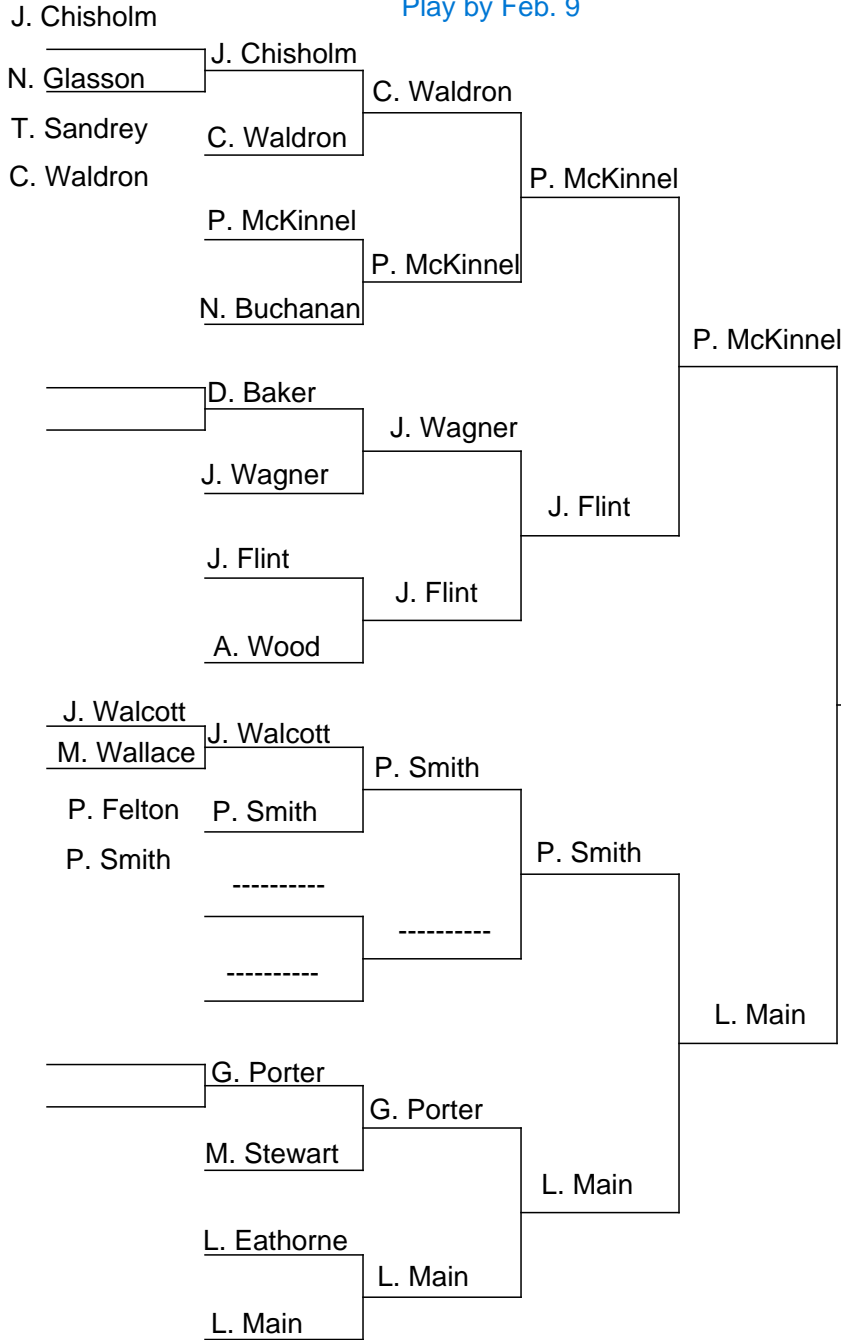 Play by Feb. 9
J. Chisholm
J. Chisholm
N. Glasson
C. Waldron
T. Sandrey
C. Waldron
C. Waldron
P. McKinnel
P. McKinnel
P. McKinnel
N. Buchanan
P. McKinnel
D. Baker
J. Wagner
J. Wagner
J. Flint
J. Flint
J. Flint
A. Wood
J. Walcott
J. Walcott
M. Wallace
P. Smith
P. Felton
P. Smith
P. Smith
P. Smith
----------
----------
----------
L. Main
G. Porter
G. Porter
M. Stewart
L. Main
L. Eathorne
L. Main
L. Main